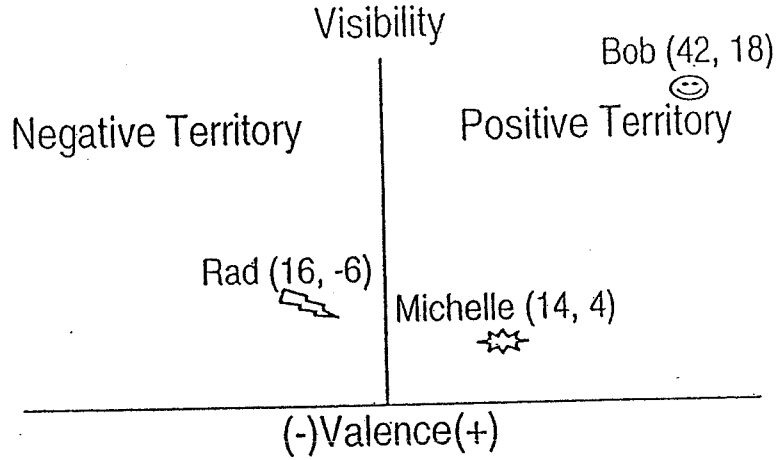 Visibility
Bob (42, 18)
Negative Territory
Positive Territory
Rad (16, -6)
Michelle (14, 4)
(-)Valence(+)